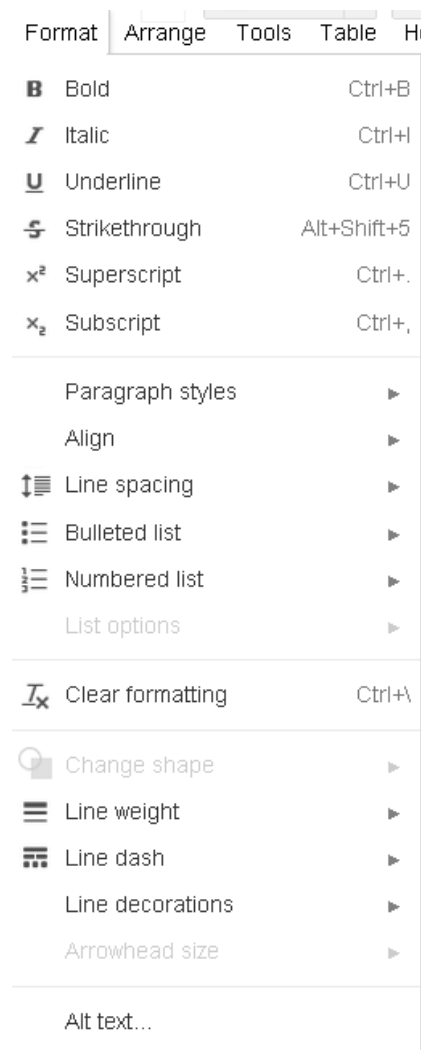 Format Arrange Tools Table
Bold Ctrl+B
Italic Ctrl+I
Underline Ctrl+U
Strikethrough Alt+Shift+5
Superscript Ctrl+.
Subscript Ctrl+,
Paragraph styles
Align
Line spacing
Bulleted list
Numbered list
List options
Clear formatting Ctrl+\
Change shape
Line weight
Line dash
Line decorations
Arrowhead size
Alt text...